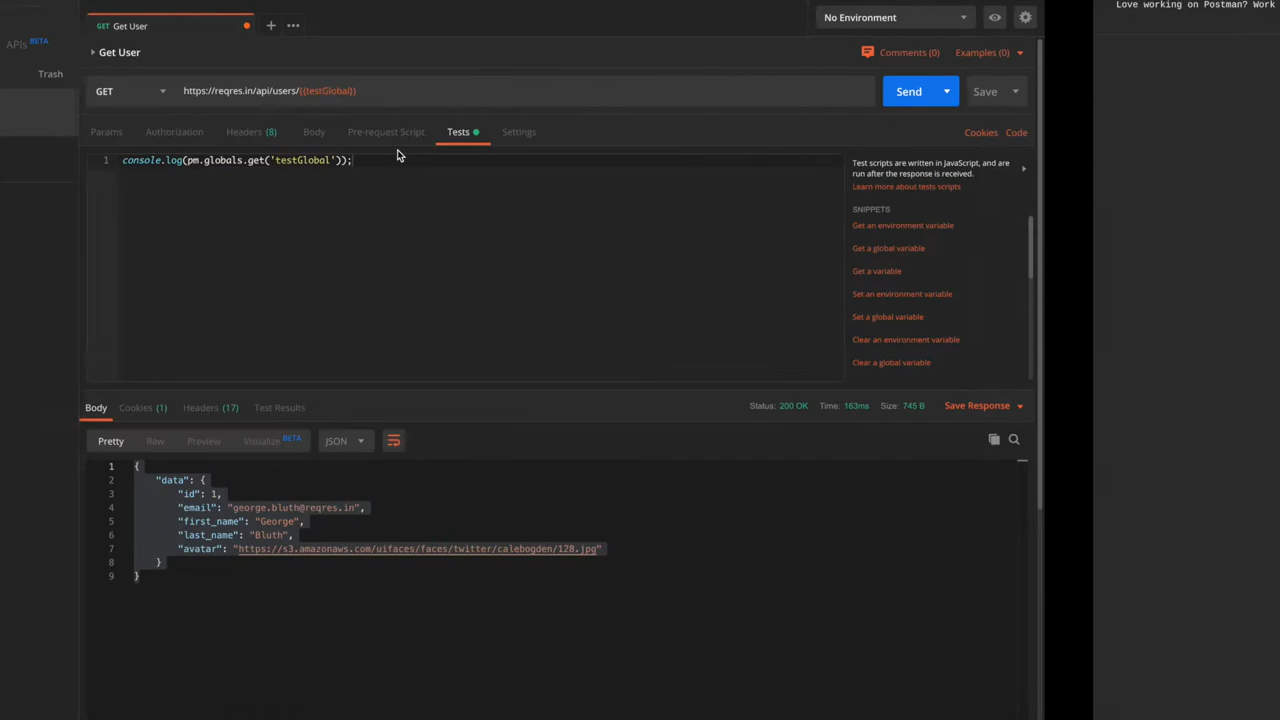 Love working on Postman? Work
GET Get User
No Environment
APIs BETA
Get User
Comments (0)
Examples (0)
Trash
GET
https://reqres.in/api/users/{{testGlobal}}
Send
Save
Params
Authorization
Headers (8)
Body
Pre-request Script
Tests
Settings
Cookies
Code
1 console.log(pm.globals.get('testGlobal'));
Test scripts are written in JavaScript, and are
run after the response is received.
Learn more about tests scripts
SNIPPETS
Get an environment variable
Get a global variable
Get a variable
Set an environment variable
Set a global variable
Clear an environment variable
Clear a global variable
Body
Cookies (1)
Headers (17)
Test Results
Status: 200 OK
Time: 163ms
Size: 745 B
Save Response
Pretty
Raw
Preview
Visualize BETA
JSON
1 {
2 "data": {
3 "id": 1,
4 "email": "george.bluth@reqres.in",
5 "first_name": "George",
6 "last_name": "Bluth",
7 "avatar": "https://s3.amazonaws.com/uifaces/faces/twitter/calebogden/128.jpg"
8 }
9 }